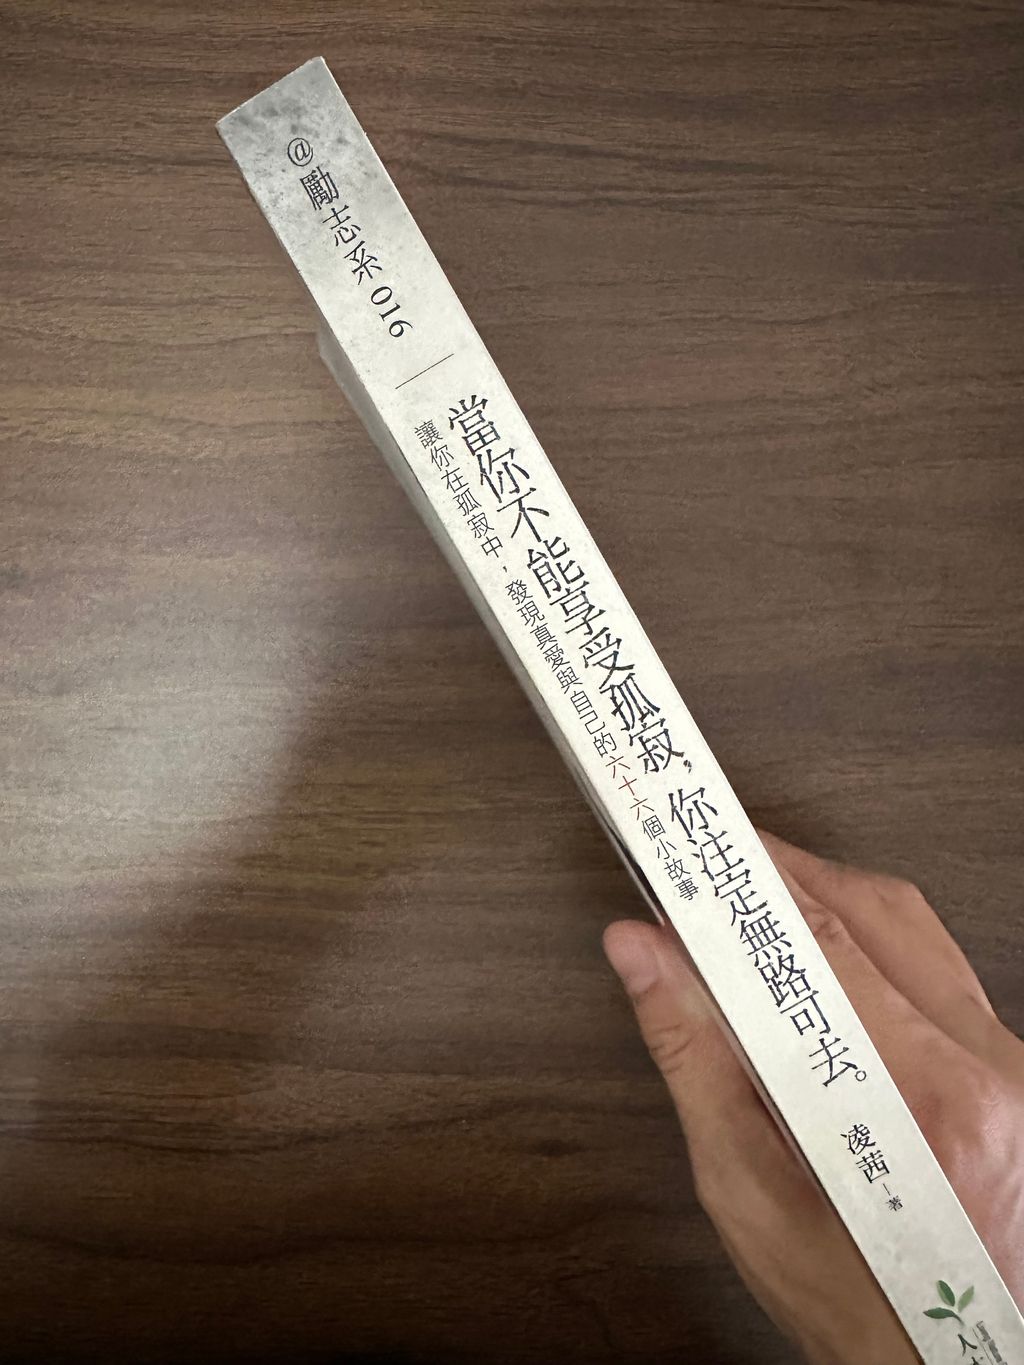 @勵志系 016
當你不能享受孤寂，你注定無路可去。
讓你在孤寂中，發現真愛與自己的六十六個小故事
凌茜—著
人